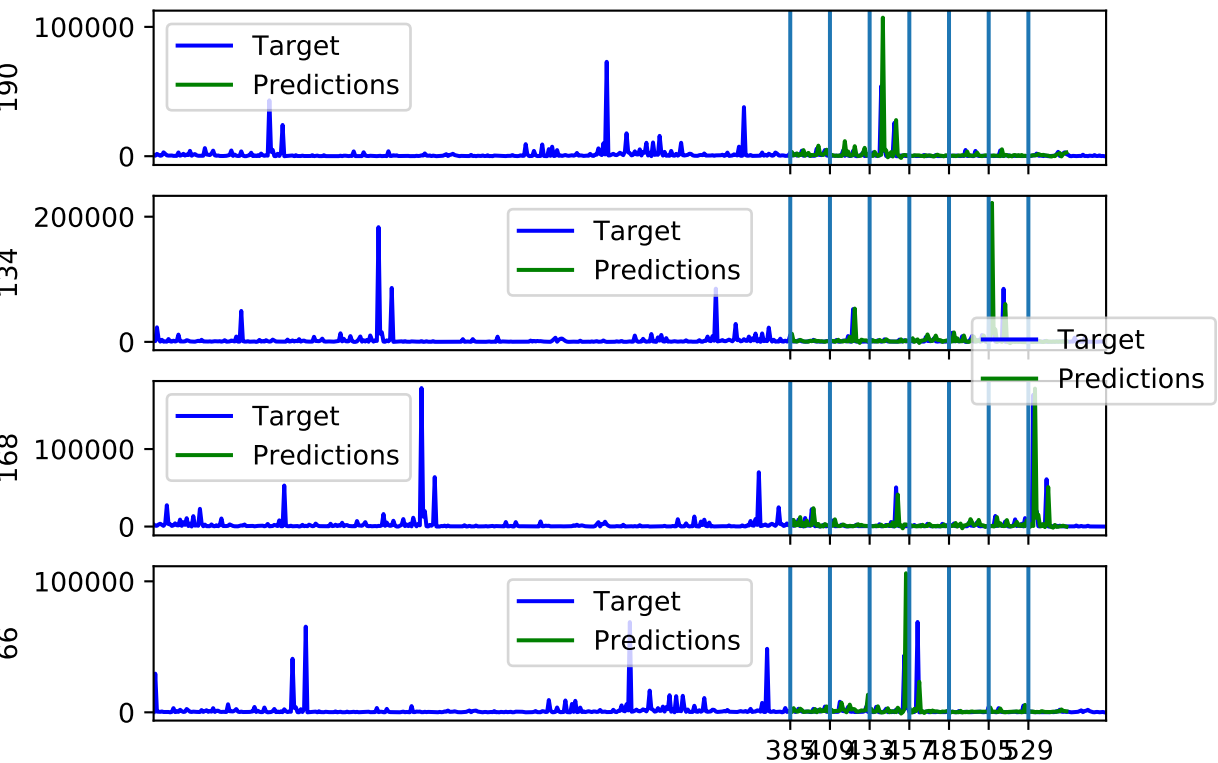 100000
Target
Predictions
0
190
200000
Target
Predictions
0
134
Target
Predictions
Target
Predictions
100000
0
168
100000
Target
Predictions
0
66
385 409 433 457 481 505 529